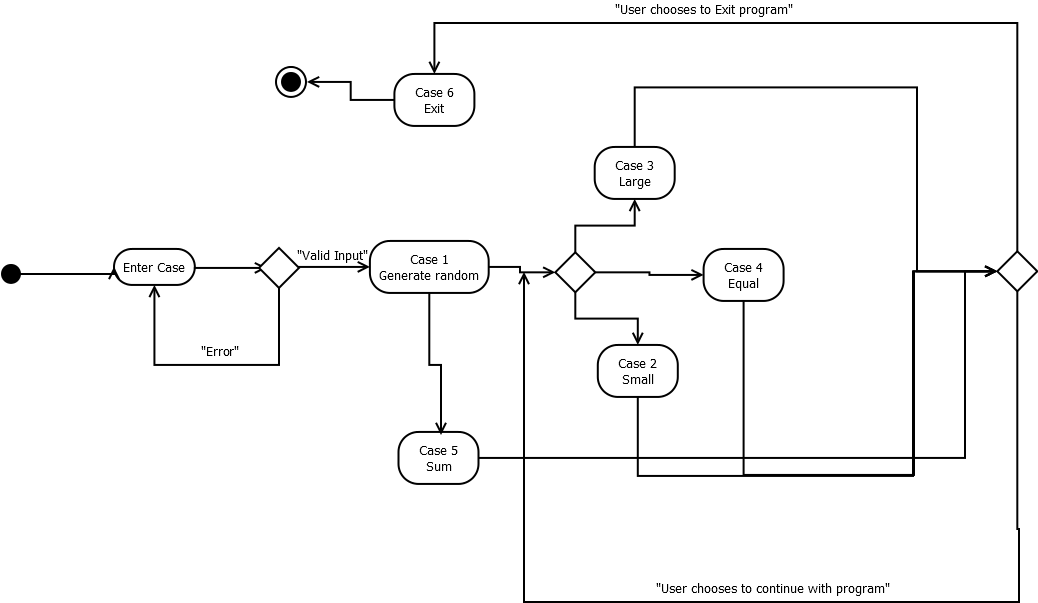 "User chooses to Exit program"
Case 6
Exit
Case 3
Large
"Valid Input"
Enter Case
Case 1
Generate random
Case 4
Equal
"Error"
Case 2
Small
Case 5
Sum
"User chooses to continue with program"